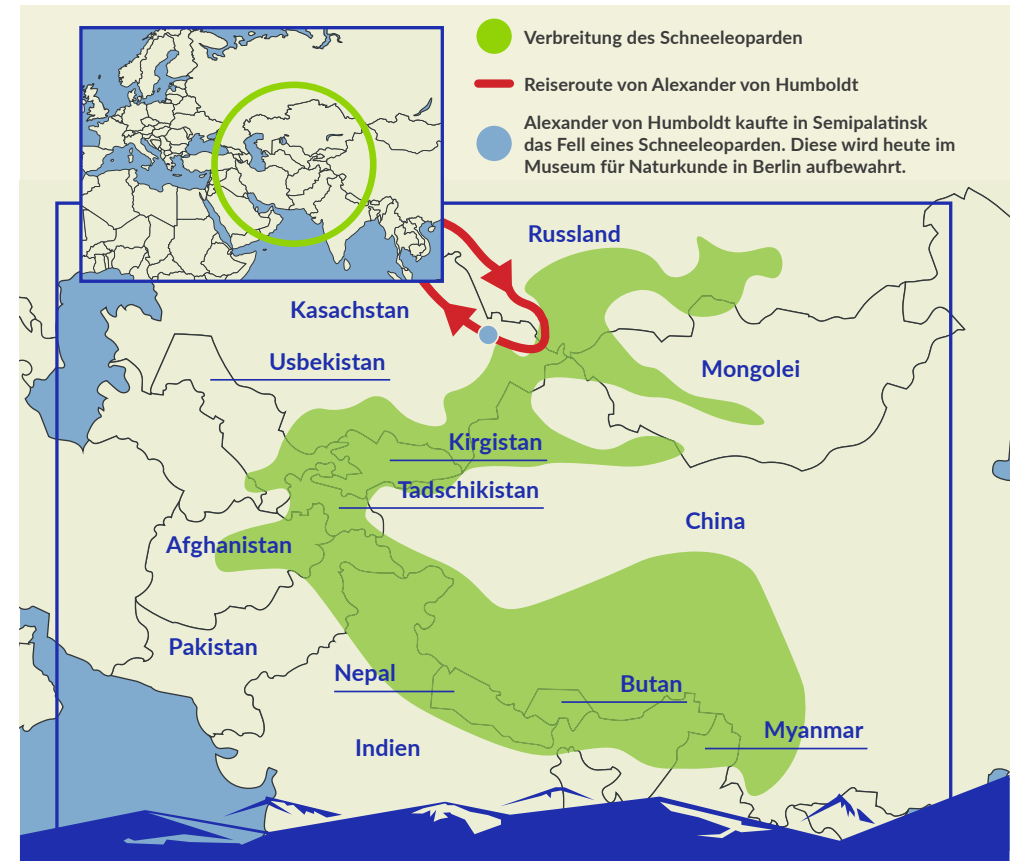 Verbreitung des Schneeleoparden
Reiseroute von Alexander von Humboldt
Alexander von Humboldt kaufte in Semipalatinsk
das Fell eines Schneeleoparden. Diese wird heute im
Museum für Naturkunde in Berlin aufbewahrt.
Russland
Kasachstan
Usbekistan
Mongolei
Kirgistan
Tadschikistan
China
Afghanistan
Pakistan
Nepal
Butan
Myanmar
Indien